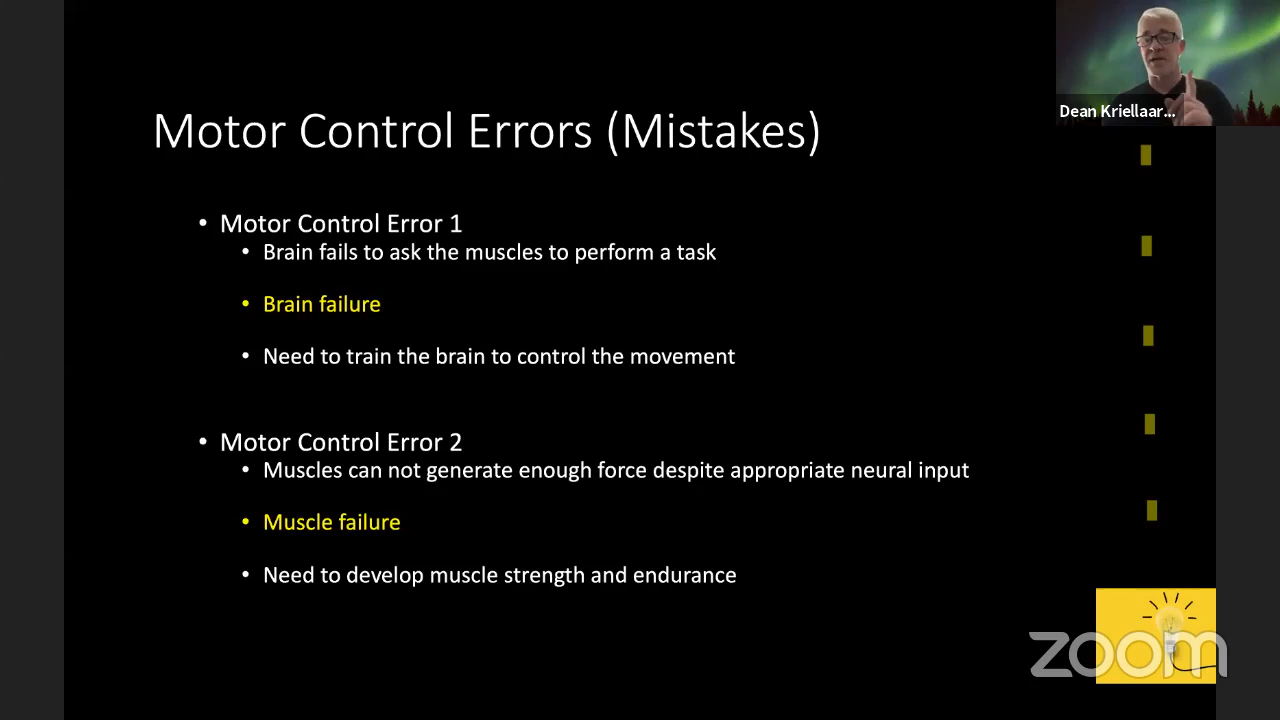 Dean Kriellaar...
Motor Control Errors (Mistakes)
• Motor Control Error 1
• Brain fails to ask the muscles to perform a task
• Brain failure
• Need to train the brain to control the movement
• Motor Control Error 2
• Muscles can not generate enough force despite appropriate neural input
• Muscle failure
• Need to develop muscle strength and endurance
zoom